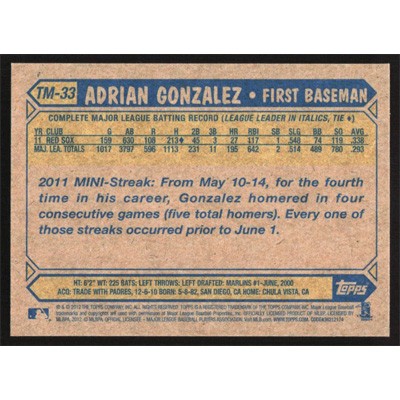 TM-33 ADRIAN GONZALEZ • FIRST BASEMAN
COMPLETE MAJOR LEAGUE BATTING RECORD (LEAGUE LEADER IN ITALICS, TIE ♦)
YR CLUB G AB R H 2B 3B HR RBI SB SLG BB SO AVG
11 RED SOX 159 630 108 213♦ 45 3 27 117 1 .548 74 119 .338
MAJ. LEA. TOTALS 1017 3797 596 1113 231 11 .514 489 780 .293
2011 MINI-Streak: From May 10-14, for the fourth
time in his career, Gonzalez homered in four
consecutive games (five total homers). Every one of
those streaks occurred prior to June 1.
HT: 6'2" WT: 225 BATS: LEFT THROWS: LEFT DRAFTED: MARLINS #1-JUNE, 2000
ACQ: TRADE WITH PADRES, 12-6-10 BORN: 5-8-82, SAN DIEGO, CA HOME: CHULA VISTA, CA
Topps